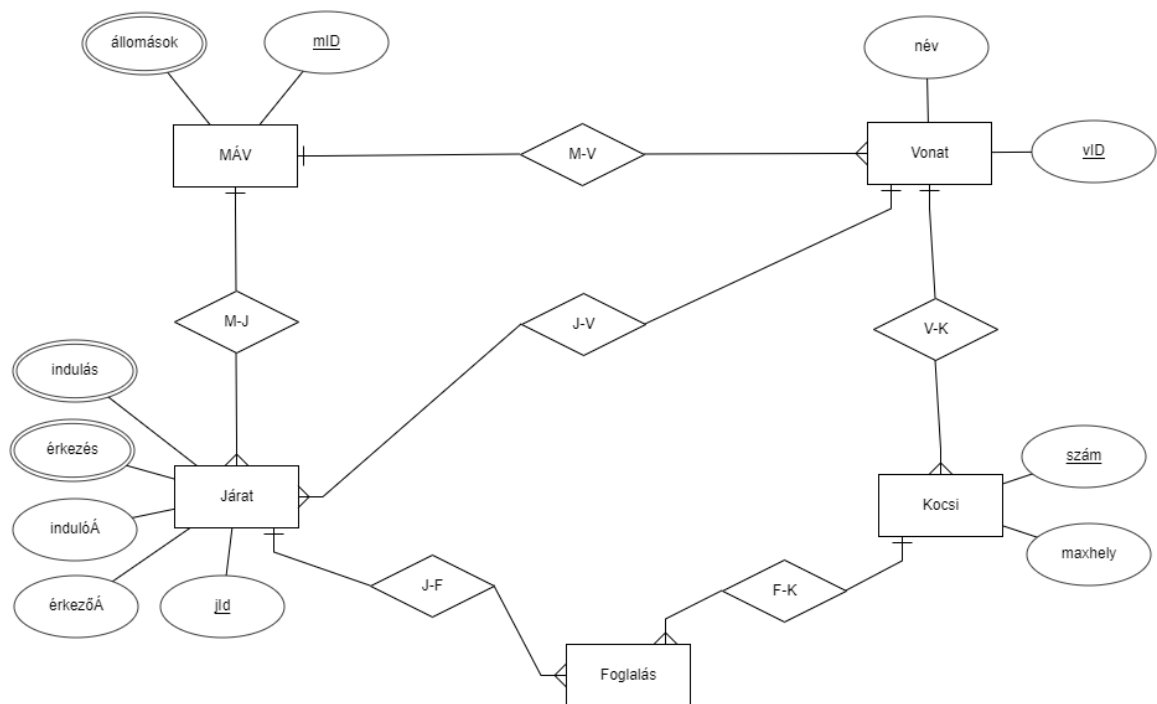 állomások
mID
név
MÁV
M-V
Vonat
vID
M-J
J-V
V-K
indulás
érkezés
Járat
szám
Kocsi
indulóÁ
maxhely
érkezőÁ
jId
J-F
F-K
Foglalás